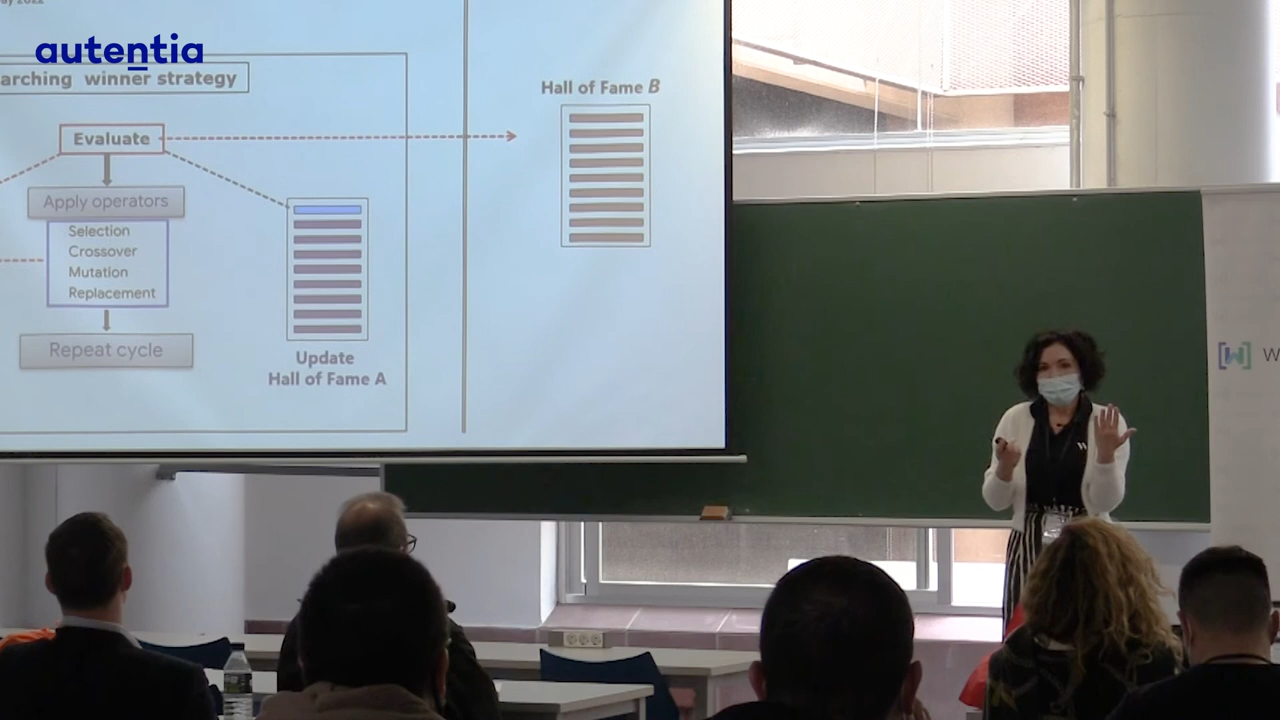 2022
autentia
arching winner strategy
Hall of Fame B
Evaluate
Apply operators
Selection
Crossover
Mutation
Replacement
Repeat cycle
Update
Hall of Fame A
[W] W
W